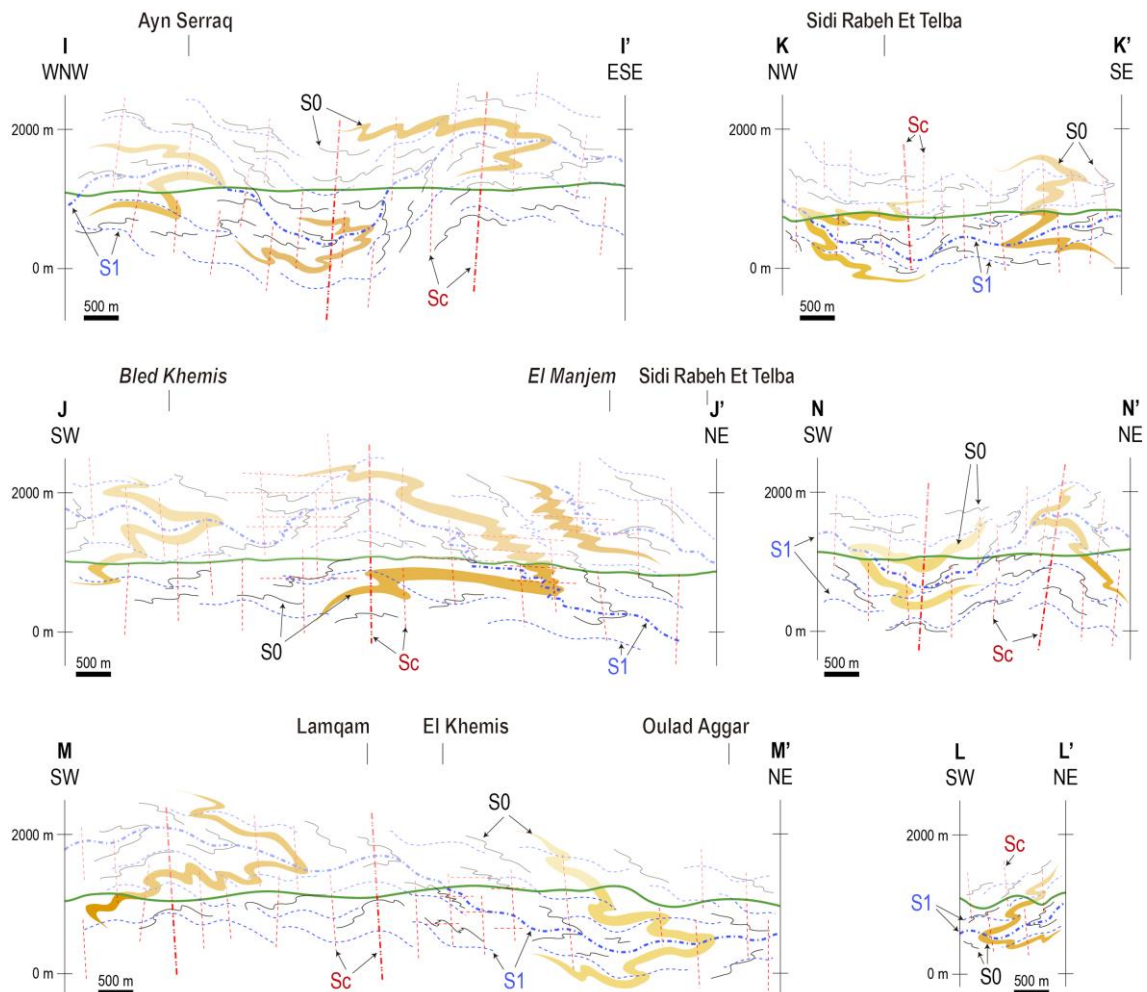 Ayn Serraq
I
WNW
I'
ESE
S0
2000 m
0 m
S1
Sc
500 m
Sidi Rabeh Et Telba
K
NW
K'
SE
Sc
S0
2000 m
0 m
S1
500 m
Bled Khemis
El Manjem
Sidi Rabeh Et Telba
J
SW
J'
NE
2000 m
0 m
S0
Sc
S1
500 m
N
SW
N'
NE
S0
2000 m
S1
0 m
Sc
500 m
Lamqam
El Khemis
Oulad Aggar
M
SW
M'
NE
S0
2000 m
0 m
Sc
S1
500 m
L
SW
L'
NE
2000 m
Sc
S1
0 m
S0
500 m